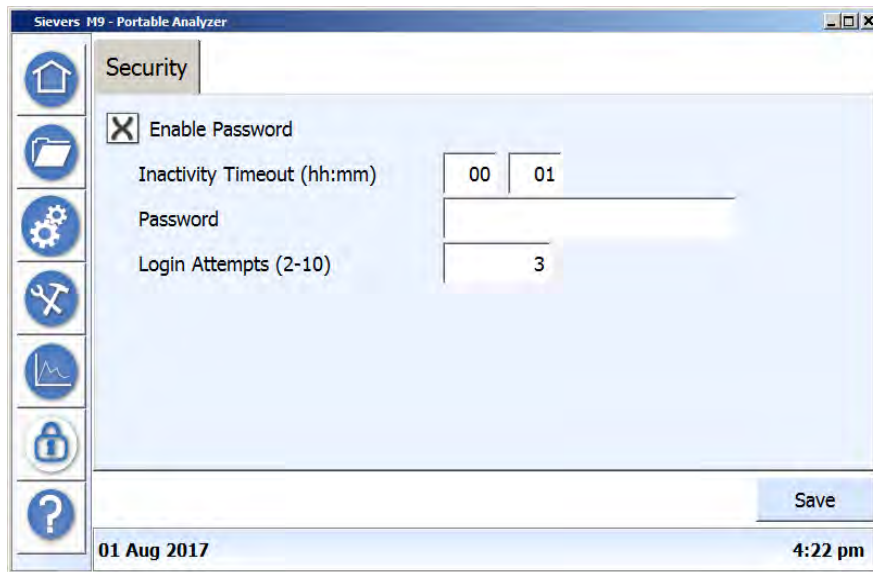 Sievers M9 - Portable Analyzer
Security
X Enable Password
Inactivity Timeout (hh:mm) 00 01
Password
Login Attempts (2-10) 3
Save
01 Aug 2017 4:22 pm